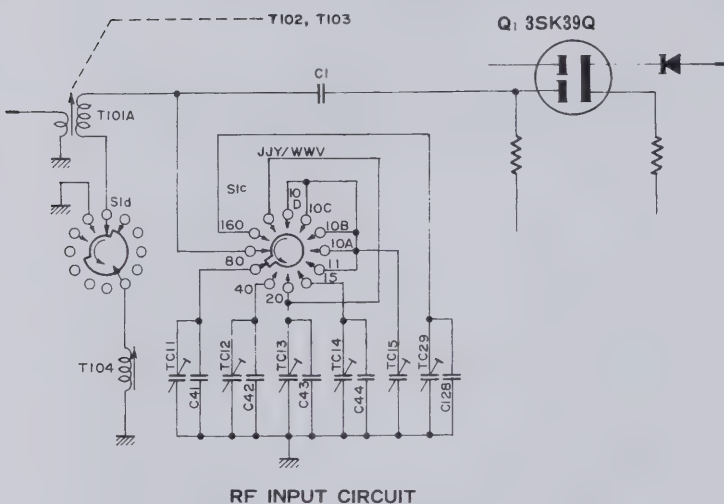 T102, T103
Q1 3SK39Q
C1
T101A
JJY/WWV
S1d
S1c
10
D
10C
160
10B
10A
80
11
15
40
20
T104
TC11
C41
TC12
C42
TC13
C43
TC14
C44
TC15
TC29
C128
RF INPUT CIRCUIT